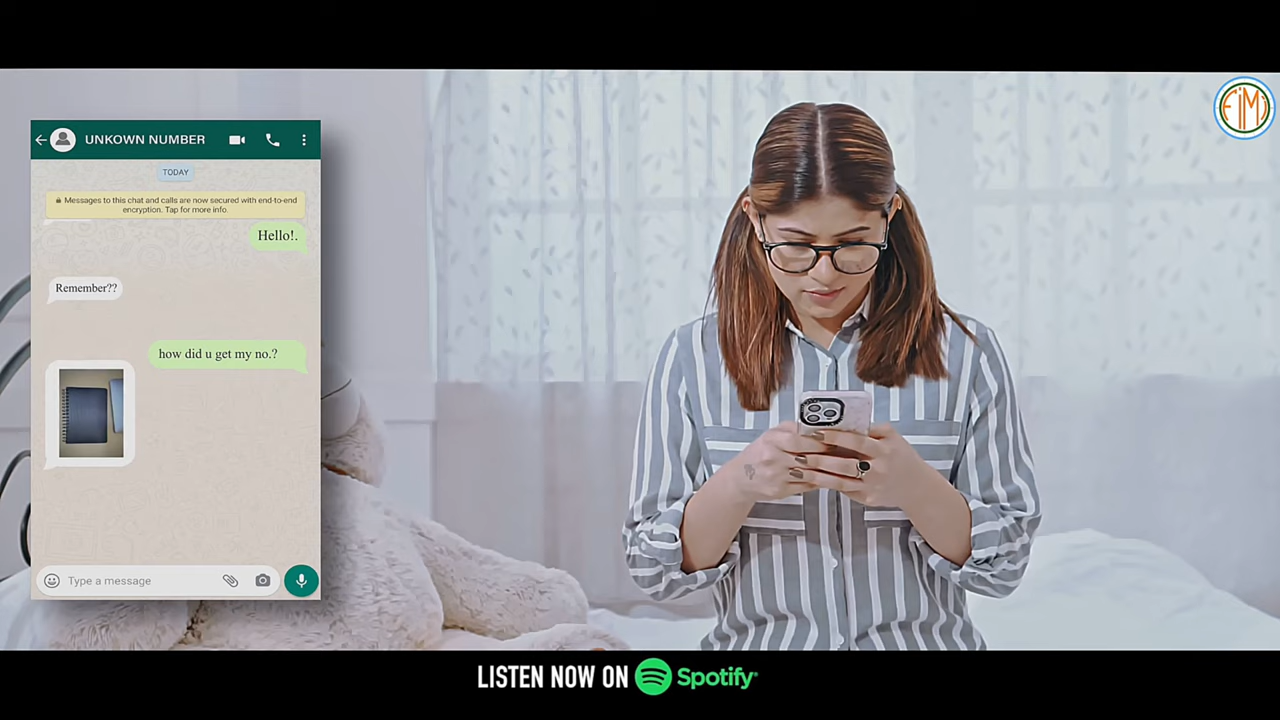 UNKOWN NUMBER
TODAY
Messages to this chat and calls are now secured with end-to-end
encryption. Tap for more info.
Hello!.
Remember??
how did u get my no.?
Type a message
FiMi
LISTEN NOW ON Spotify